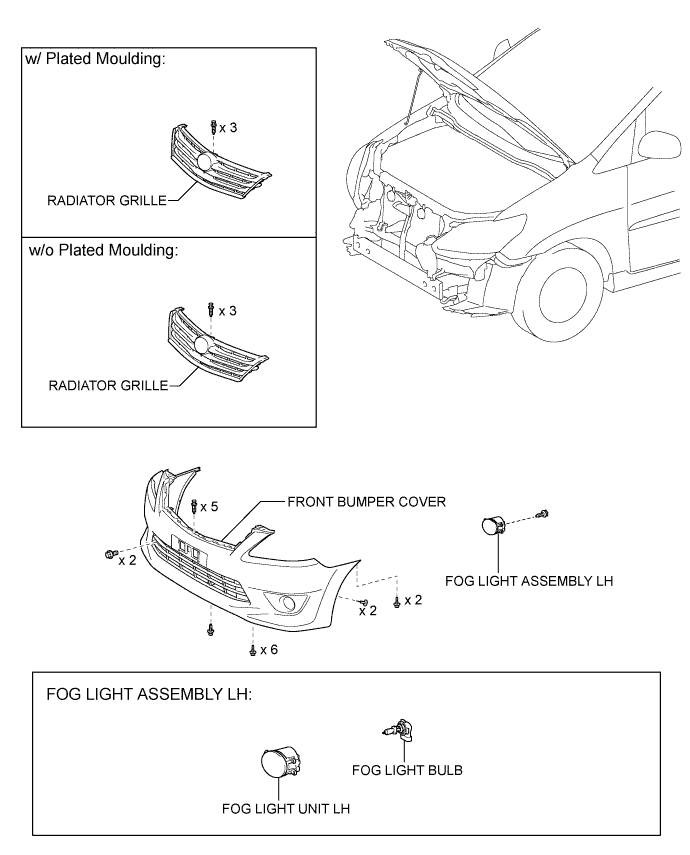 w/ Plated Moulding:
x 3
RADIATOR GRILLE
w/o Plated Moulding:
x 3
RADIATOR GRILLE
x 5
FRONT BUMPER COVER
x 2
FOG LIGHT ASSEMBLY LH
x 2
x 2
x 6
FOG LIGHT ASSEMBLY LH:
FOG LIGHT BULB
FOG LIGHT UNIT LH